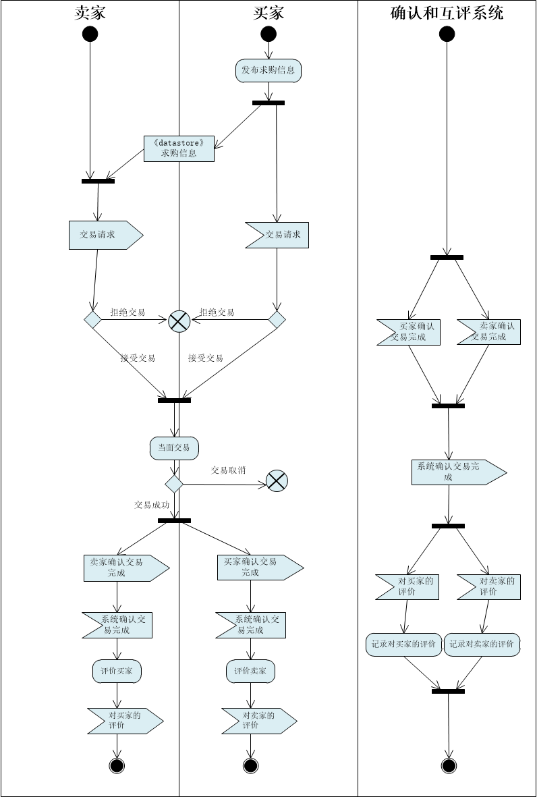 卖家
买家
确认和互评系统
发布求购信息
《datastore》
求购信息
交易请求
交易请求
拒绝交易
拒绝交易
接受交易
接受交易
买家确认
交易完成
卖家确认
交易完成
当面交易
交易取消
交易成功
系统确认交易完
成
卖家确认交易
完成
买家确认交易
完成
系统确认交
易完成
系统确认交
易完成
对买家的
评价
对卖家的
评价
记录对买家的评价
记录对卖家的评价
评价买家
评价卖家
对买家的
评价
对卖家的
评价